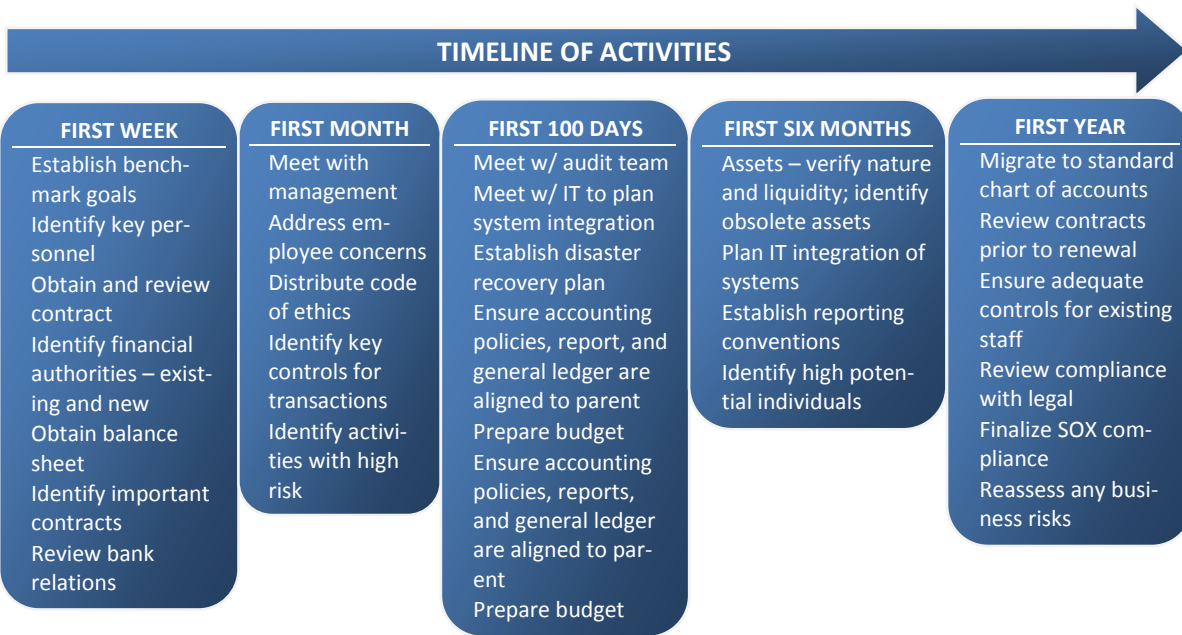 TIMELINE OF ACTIVITIES
FIRST WEEK
Establish bench-
mark goals
Identify key per-
sonnel
Obtain and review
contract
Identify financial
authorities – exist-
ing and new
Obtain balance
sheet
Identify important
contracts
Review bank
relations
FIRST MONTH
Meet with
management
Address em-
ployee concerns
Distribute code
of ethics
Identify key
controls for
transactions
Identify activi-
ties with high
risk
FIRST 100 DAYS
Meet w/ audit team
Meet w/ IT to plan
system integration
Establish disaster
recovery plan
Ensure accounting
policies, report, and
general ledger are
aligned to parent
Prepare budget
Ensure accounting
policies, reports,
and general ledger
are aligned to par-
ent
Prepare budget
FIRST SIX MONTHS
Assets – verify nature
and liquidity; identify
obsolete assets
Plan IT integration of
systems
Establish reporting
conventions
Identify high poten-
tial individuals
FIRST YEAR
Migrate to standard
chart of accounts
Review contracts
prior to renewal
Ensure adequate
controls for existing
staff
Review compliance
with legal
Finalize SOX com-
pliance
Reassess any busi-
ness risks